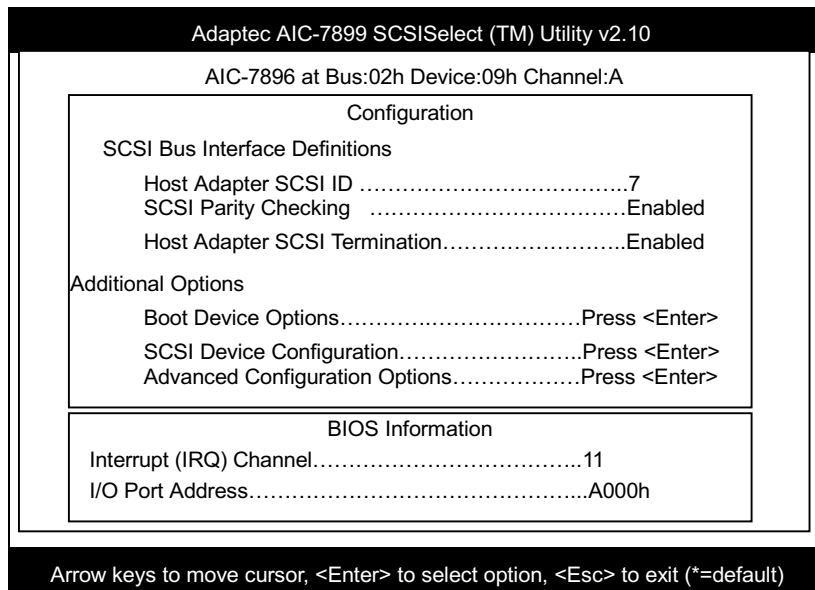 Adaptec AIC-7899 SCSISelect (TM) Utility v2.10
AIC-7896 at Bus:02h Device:09h Channel:A
Configuration
SCSI Bus Interface Definitions
Host Adapter SCSI ID ………………………………..7
SCSI Parity Checking ………………………………Enabled
Host Adapter SCSI Termination……………………..Enabled
Additional Options
Boot Device Options……………………………Press <Enter>
SCSI Device Configuration……………………..Press <Enter>
Advanced Configuration Options………………Press <Enter>
BIOS Information
Interrupt (IRQ) Channel………………………………..11
I/O Port Address………………………………………...A000h
Arrow keys to move cursor, <Enter> to select option, <Esc> to exit (*=default)